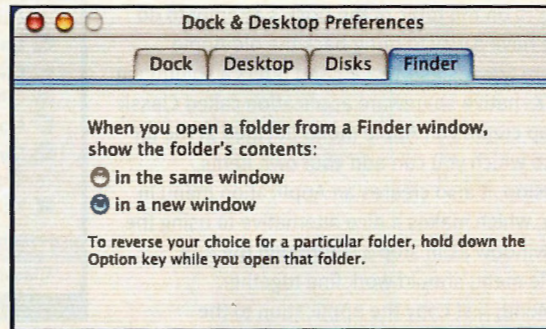 Dock & Desktop Preferences
Dock Desktop Disks Finder
When you open a folder from a Finder window,
show the folder's contents:
in the same window
in a new window
To reverse your choice for a particular folder, hold down the
Option key while you open that folder.